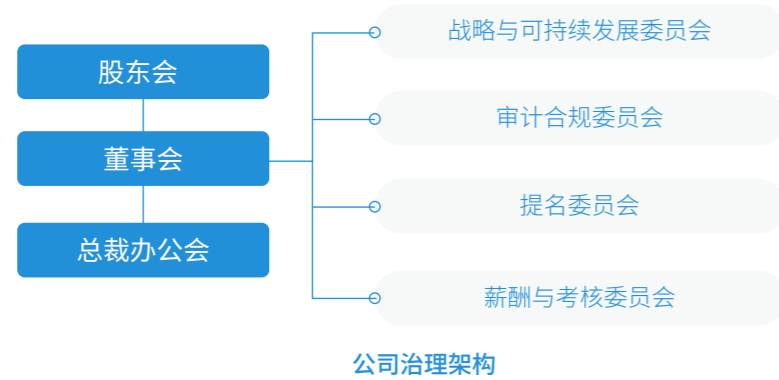 股东会
董事会
总裁办公会
战略与可持续发展委员会
审计合规委员会
提名委员会
薪酬与考核委员会
公司治理架构